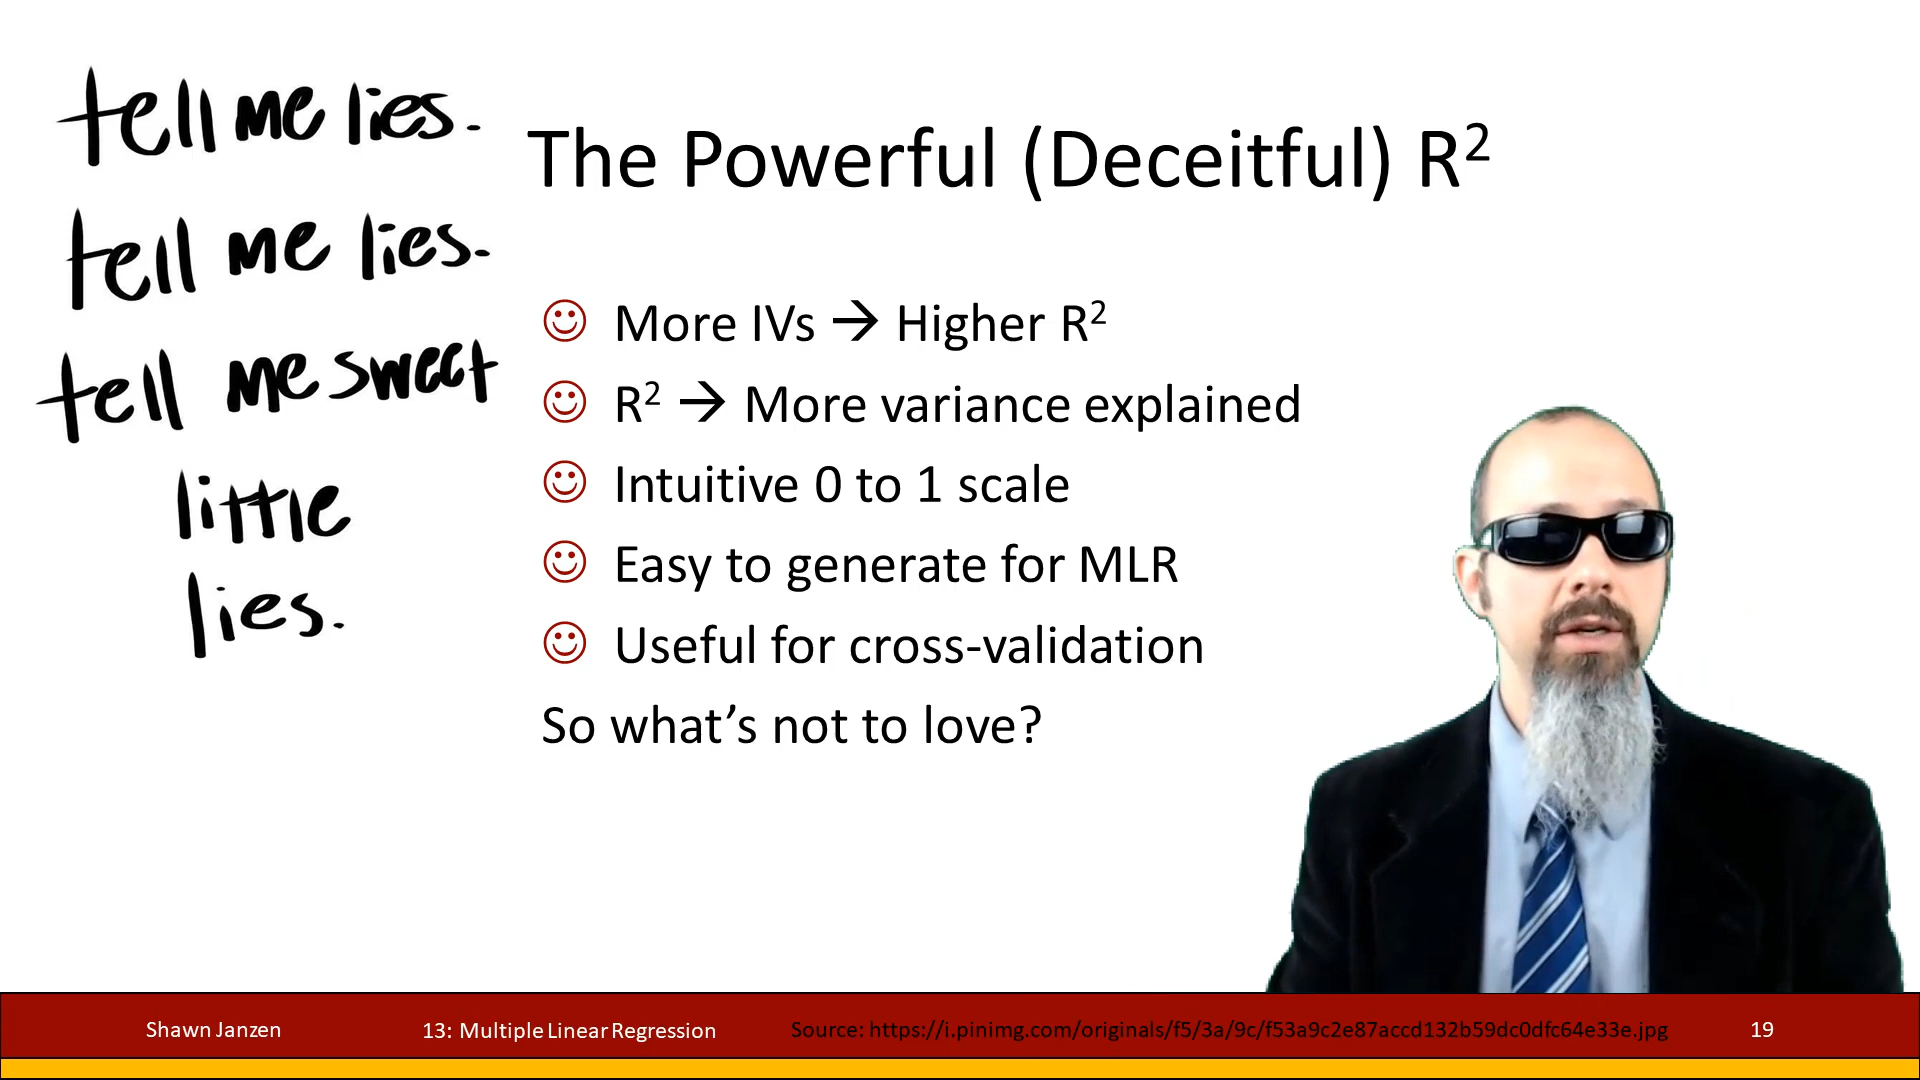 tell me lies.
tell me lies.
tell me sweet
little
lies.
The Powerful (Deceitful) R²
More IVs → Higher R²
R² → More variance explained
Intuitive 0 to 1 scale
Easy to generate for MLR
Useful for cross-validation
So what’s not to love?
Shawn Janzen
13: Multiple Linear Regression
Source: https://i.pinimg.com/originals/f5/3a/9c/f53a9c2e87accd132b59dc0dfc64e33e.jpg
19